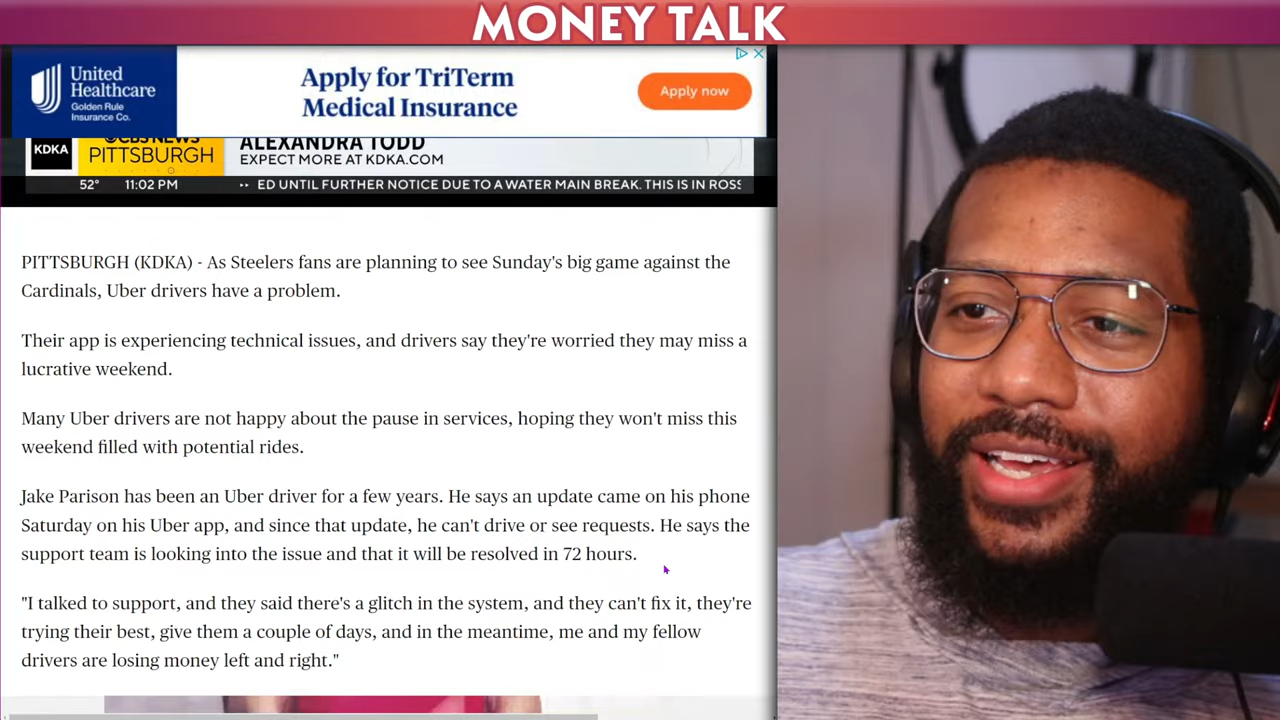 MONEY TALK
United
Healthcare
Golden Rule
Insurance Co.
Apply for TriTerm
Medical Insurance
Apply now
KDKA
CBS NEWS
PITTSBURGH
ALEXANDRA TODD
EXPECT MORE AT KDKA.COM
52° 11:02 PM ED UNTIL FURTHER NOTICE DUE TO A WATER MAIN BREAK. THIS IS IN ROSS
PITTSBURGH (KDKA) - As Steelers fans are planning to see Sunday's big game against the
Cardinals, Uber drivers have a problem.
Their app is experiencing technical issues, and drivers say they're worried they may miss a
lucrative weekend.
Many Uber drivers are not happy about the pause in services, hoping they won't miss this
weekend filled with potential rides.
Jake Parison has been an Uber driver for a few years. He says an update came on his phone
Saturday on his Uber app, and since that update, he can't drive or see requests. He says the
support team is looking into the issue and that it will be resolved in 72 hours.
"I talked to support, and they said there's a glitch in the system, and they can't fix it, they're
trying their best, give them a couple of days, and in the meantime, me and my fellow
drivers are losing money left and right."